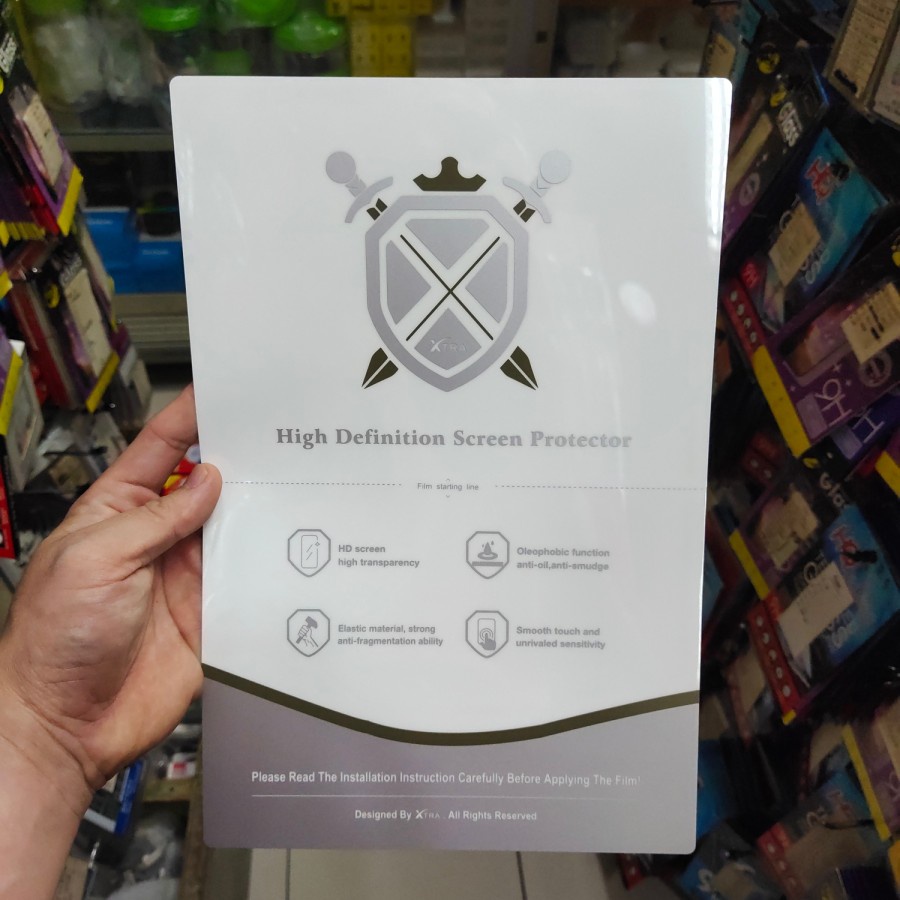 XTRA
High Definition Screen Protector
Film starting line
HD screen
high transparency
Oleophobic function
anti-oil,anti-smudge
Elastic material, strong
anti-fragmentation ability
Smooth touch and
unrivaled sensitivity
Please Read The Installation Instruction Carefully Before Applying The Film!
Designed By XTRA . All Rights Reserved
Glass